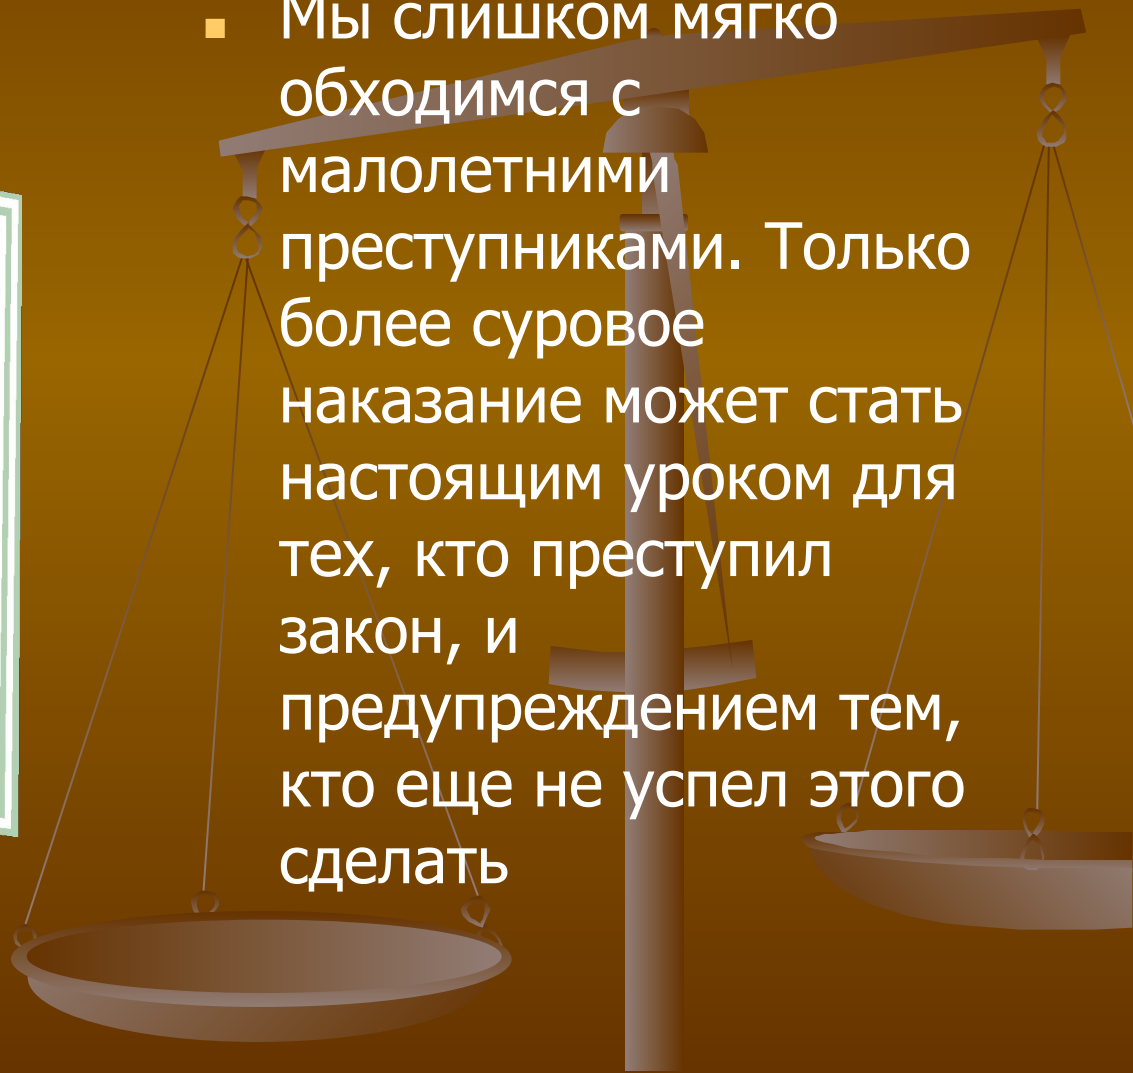 Мы слишком мягко
обходимся с
малолетними
преступниками. Только
более суровое
наказание может стать
настоящим уроком для
тех, кто преступил
закон, и
предупреждением тем,
кто еще не успел этого
сделать